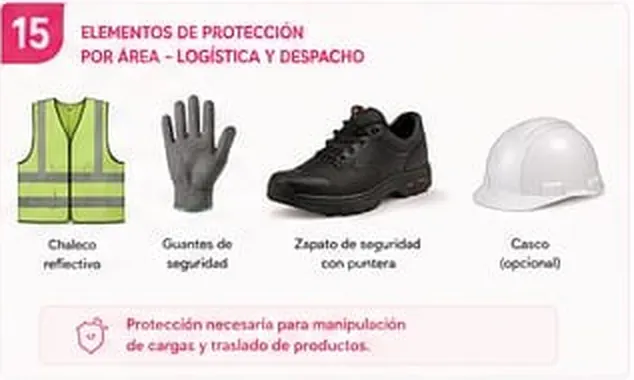 15
ELEMENTOS DE PROTECCIÓN
POR ÁREA - LOGÍSTICA Y DESPACHO
Chaleco
reflectivo
Guantes de
seguridad
Zapato de seguridad
con puntera
Casco
(opcional)
Protección necesaria para manipulación
de cargas y traslado de productos.